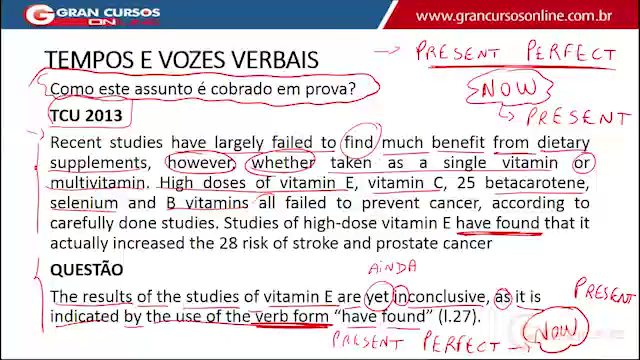 GRAN CURSOS
ONLINE
www.grancursosonline.com.br
TEMPOS E VOZES VERBAIS
→ PRESENT PERFECT
Como este assunto é cobrado em prova?
NOW
PRESENT
TCU 2013
Recent studies have largely failed to find much benefit from dietary
supplements, however, whether taken as a single vitamin or
multivitamin. High doses of vitamin E, vitamin C, 25 betacarotene,
selenium and B vitamins all failed to prevent cancer, according to
carefully done studies. Studies of high-dose vitamin E have found that it
actually increased the 28 risk of stroke and prostate cancer
QUESTÃO
AINDA
PRESENT
The results of the studies of vitamin E are yet inconclusive, as it is
indicated by the use of the verb form "have found" (l.27).
PRESENT PERFECT → NOW